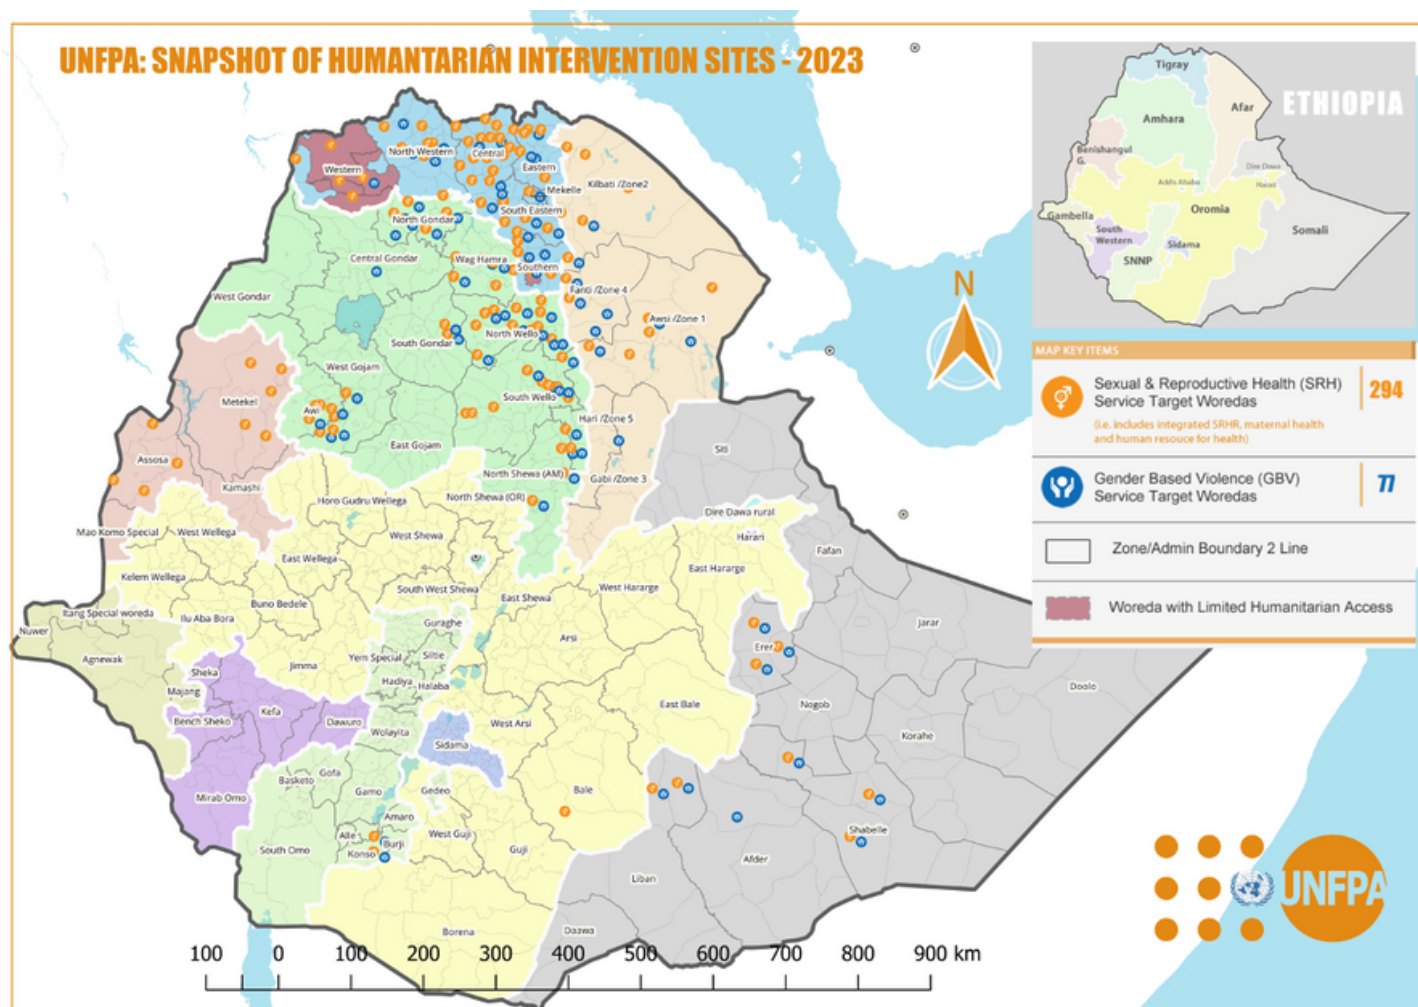 UNFPA: SNAPSHOT OF HUMANITARIAN INTERVENTION SITES - 2023
Tigray
ETHIOPIA
Afar
Amhara
Benishangul
G.
Dire Dawa
Addis Ababa
Harari
Gambella
Oromia
South
Western
Sidama
Somali
SNNP
MAP KEY ITEMS
Sexual & Reproductive Health (SRH)
Service Target Woredas
294
(i.e. includes integrated SRHR, maternal health
and human resouce for health)
Gender Based Violence (GBV)
Service Target Woredas
77
Zone/Admin Boundary 2 Line
Woreda with Limited Humanitarian Access
North Western
Central
Western
Eastern
Kilbati /Zone2
Mekelle
South Eastern
North Gondar
Central Gondar
Wag Hamra
Southern
West Gondar
Fanti /Zone 4
Awsi /Zone 1
North Wello
South Gondar
West Gojam
Metekel
South Wello
Awi
Hari /Zone 5
East Gojam
Siti
Assosa
North Shewa (AM)
Gabi /Zone 3
Kamashi
North Shewa (OR)
Horo Gudru Wellega
Dire Dawa rural
Mao Komo Special
West Wellega
West Shewa
Harari
Fafan
East Wellega
East Hararge
Kelem Wellega
West Hararge
South West Shewa
East Shewa
Buno Bedele
Itang Special woreda
Ilu Aba Bora
Guraghe
Jarar
Nuwer
Arsi
Erer
Agnewak
Yem Special
Siltie
Jimma
Sheka
Hadiya
Halaba
Doolo
Majang
East Bale
Nogob
Kefa
Bench Sheko
Dawuro
West Arsi
Wolayita
Korahe
Sidama
Gofa
Basketo
Gedeo
Bale
Mirab Omo
Gamo
Amaro
Shabelle
Alle
Burji
West Guji
South Omo
Konso
Guji
Afder
Liban
Borena
Daawa
N
100 0 100 200 300 400 500 600 700 800 900 km
UNFPA